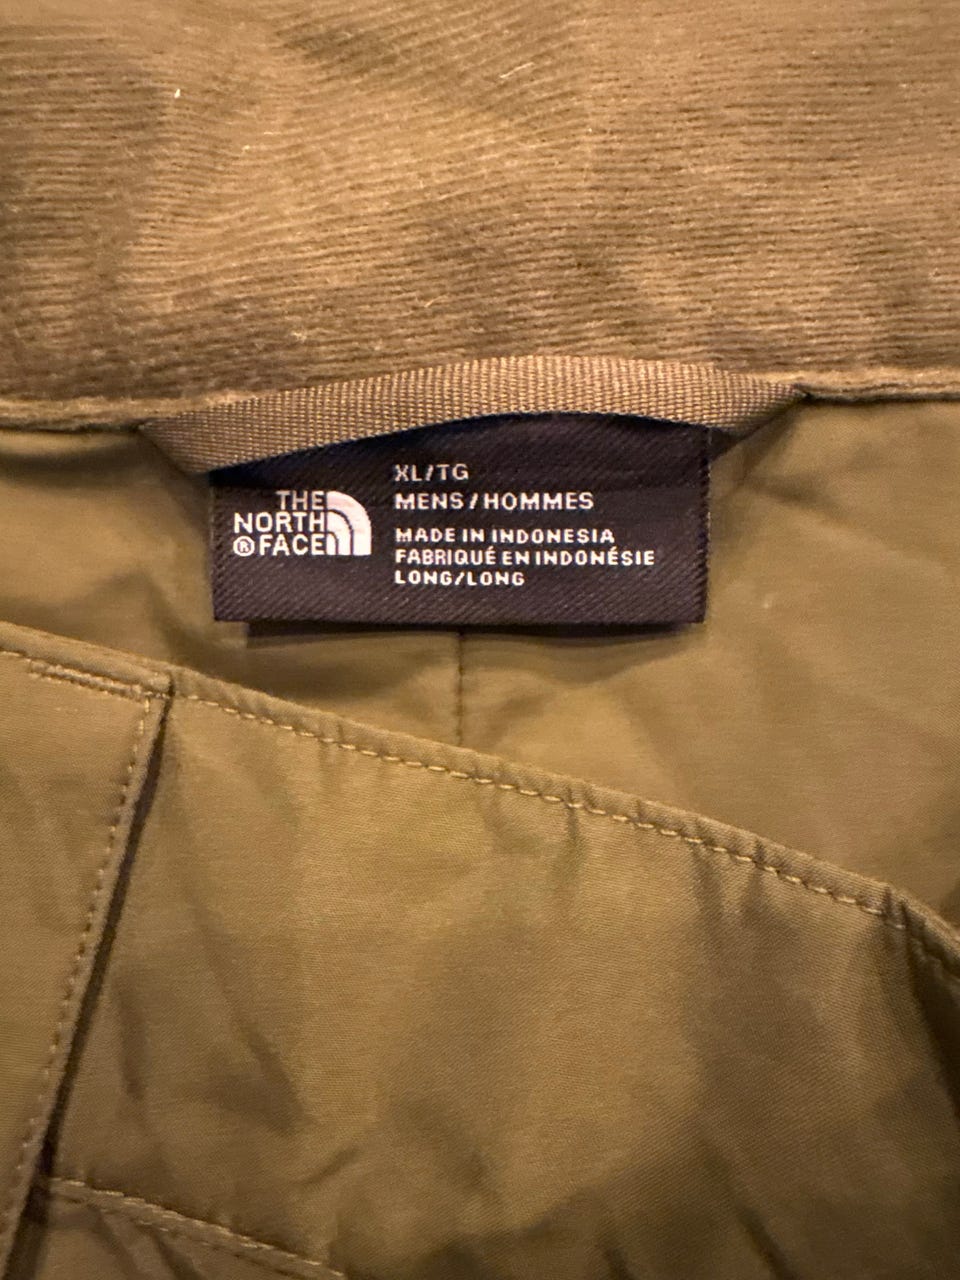 THE
NORTH
®FACE
XL/TG
MENS/HOMMES
MADE IN INDONESIA
FABRIQUÉ EN INDONÉSIE
LONG/LONG